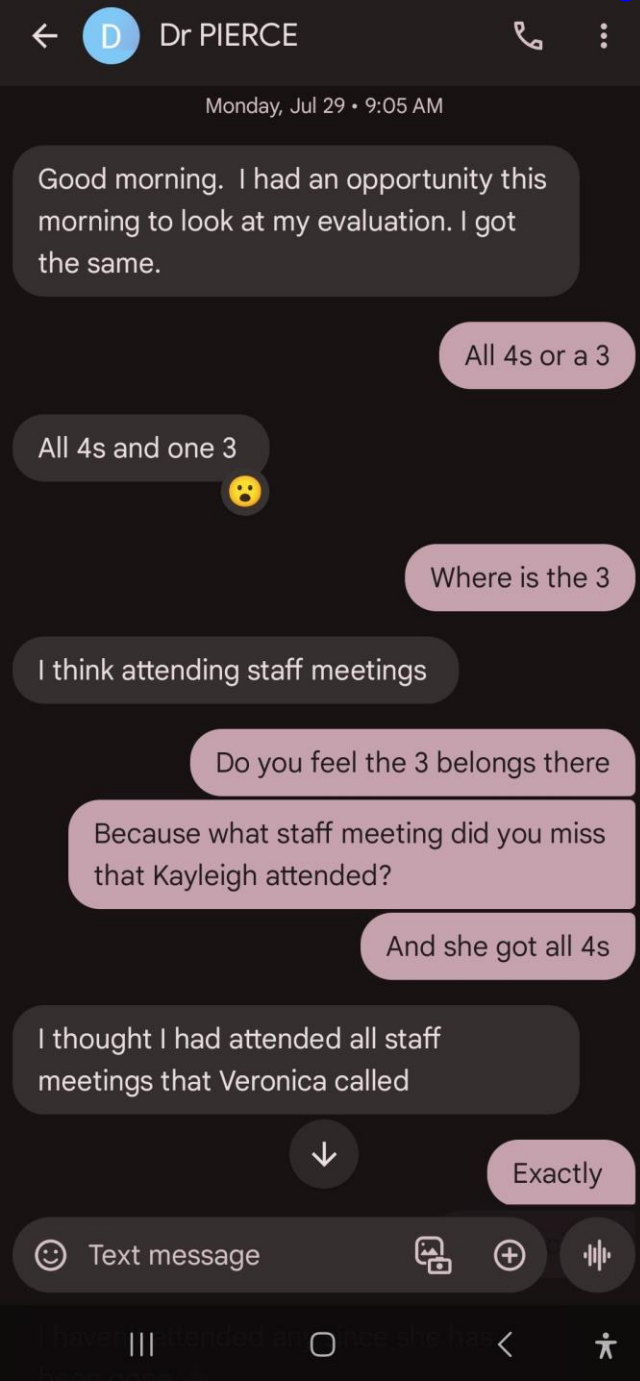 D Dr PIERCE
Monday, Jul 29 • 9:05 AM
Good morning.  I had an opportunity this
morning to look at my evaluation. I got
the same.
All 4s or a 3
All 4s and one 3
Where is the 3
I think attending staff meetings
Do you feel the 3 belongs there
Because what staff meeting did you miss
that Kayleigh attended?
And she got all 4s
I thought I had attended all staff
meetings that Veronica called
Exactly
Text message